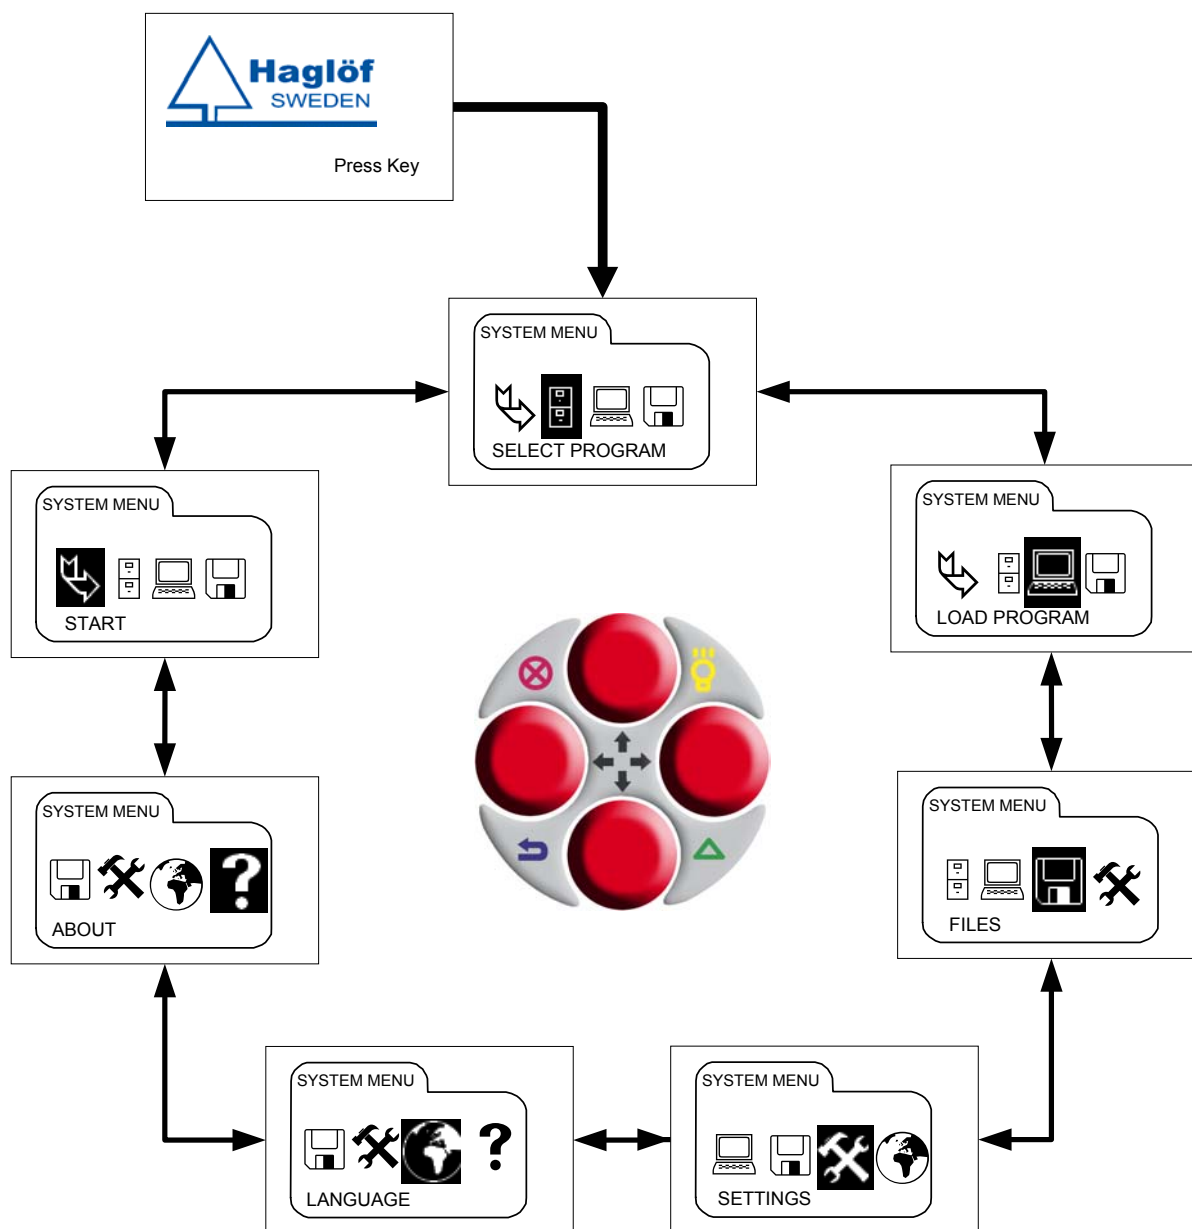 Haglöf
SWEDEN
Press Key
SYSTEM MENU
SELECT PROGRAM
SYSTEM MENU
START
SYSTEM MENU
LOAD PROGRAM
SYSTEM MENU
?
ABOUT
SYSTEM MENU
FILES
SYSTEM MENU
?
LANGUAGE
SYSTEM MENU
SETTINGS